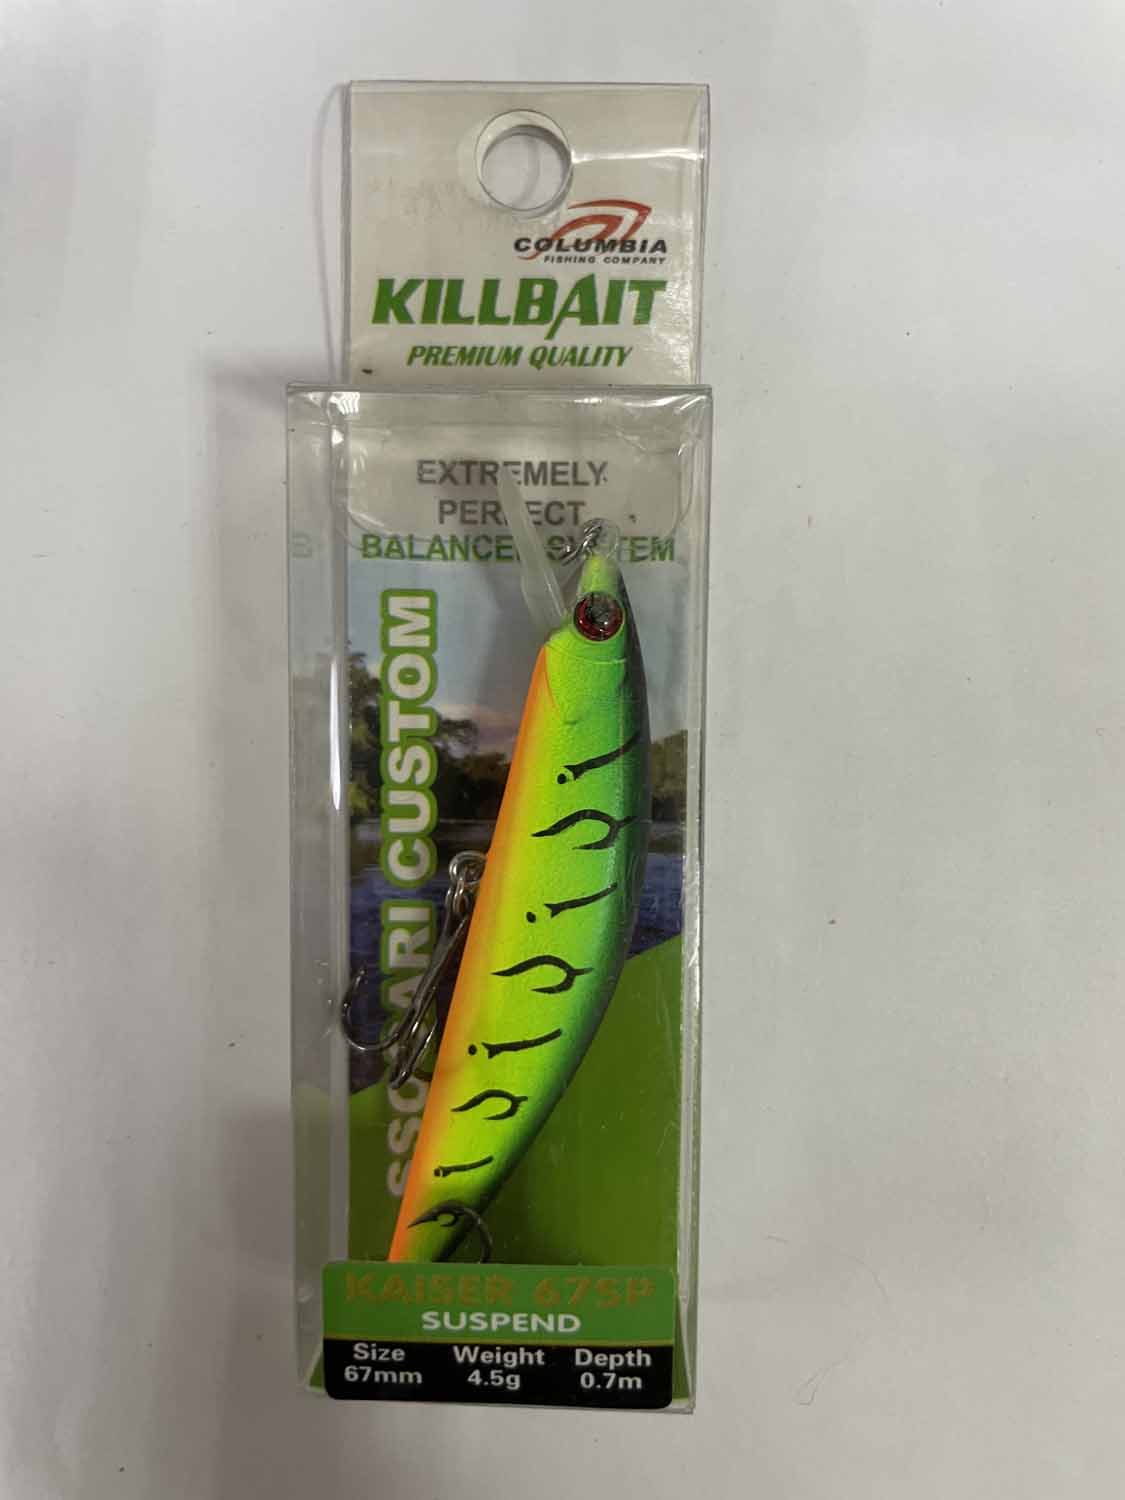 COLUMBIA
FISHING COMPANY
KILLBAIT
PREMIUM QUALITY
EXTREMELY
PERFECT
BALANCED SYSTEM
CUSTOM
KAISER 67SP
SUSPEND
Size Weight Depth
67mm 4.5g 0.7m